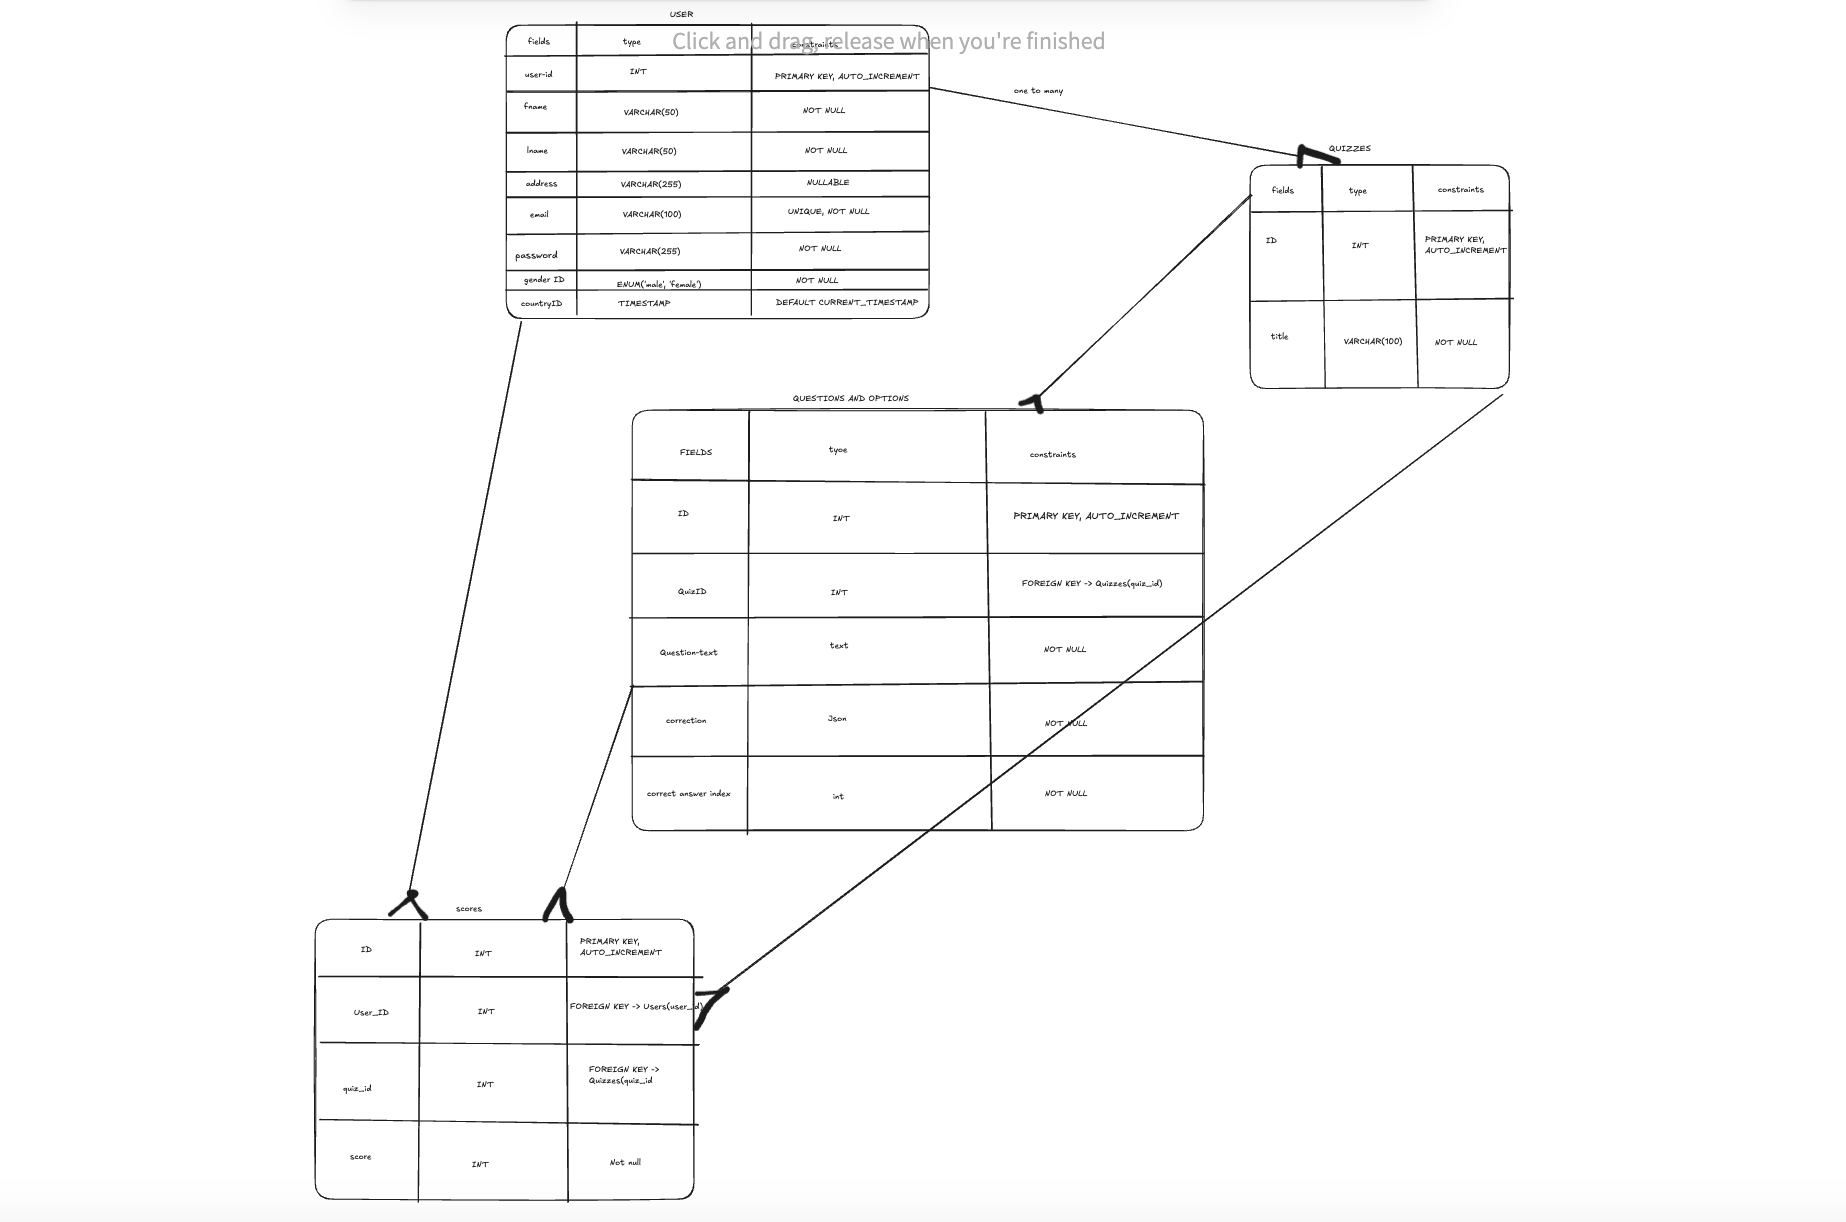 USER
Click and drag, release when you're finished
fields type constraints
user-id INT PRIMARY KEY, AUTO_INCREMENT
fname VARCHAR(50) NOT NULL
lname VARCHAR(50) NOT NULL
address VARCHAR(255) NULLABLE
email VARCHAR(100) UNIQUE, NOT NULL
password VARCHAR(255) NOT NULL
gender ID ENUM('male', 'female') NOT NULL
countryID TIMESTAMP DEFAULT CURRENT_TIMESTAMP
one to many
QUIZZES
fields type constraints
ID INT PRIMARY KEY,
AUTO_INCREMENT
title VARCHAR(100) NOT NULL
QUESTIONS AND OPTIONS
FIELDS tyoe constraints
ID INT PRIMARY KEY, AUTO_INCREMENT
QuizID INT FOREIGN KEY -> Quizzes(quiz_id)
Question-text text NOT NULL
correction Json NOT NULL
correct answer index int NOT NULL
scores
ID INT PRIMARY KEY,
AUTO_INCREMENT
User_ID INT FOREIGN KEY -> Users(user_id)
quiz_id INT FOREIGN KEY ->
Quizzes(quiz_id
score INT Not null